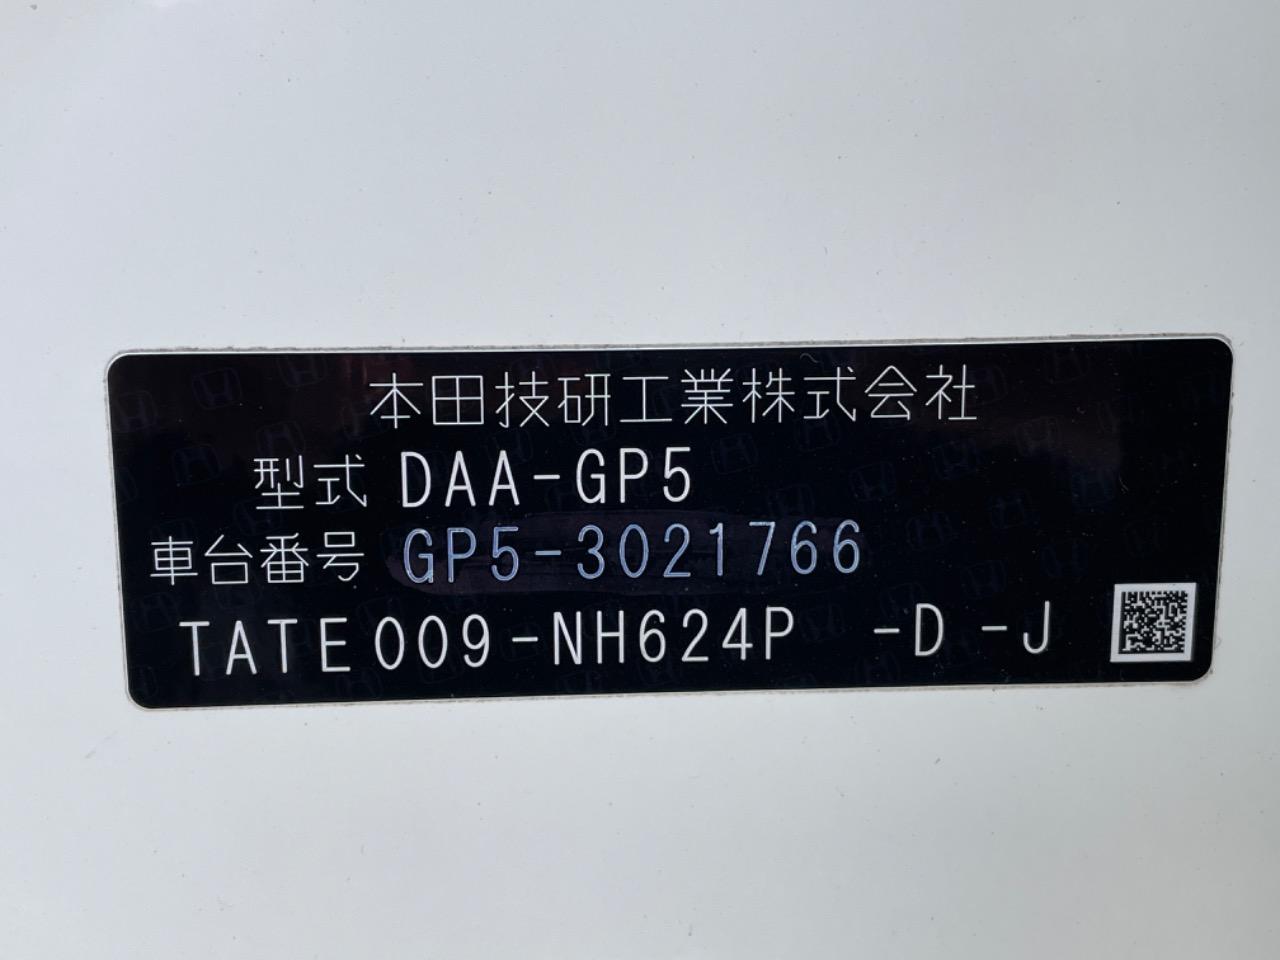 本田技研工業株式会社
型式 DAA-GP5
車台番号 GP5-3021766
TATE009-NH624P -D -J